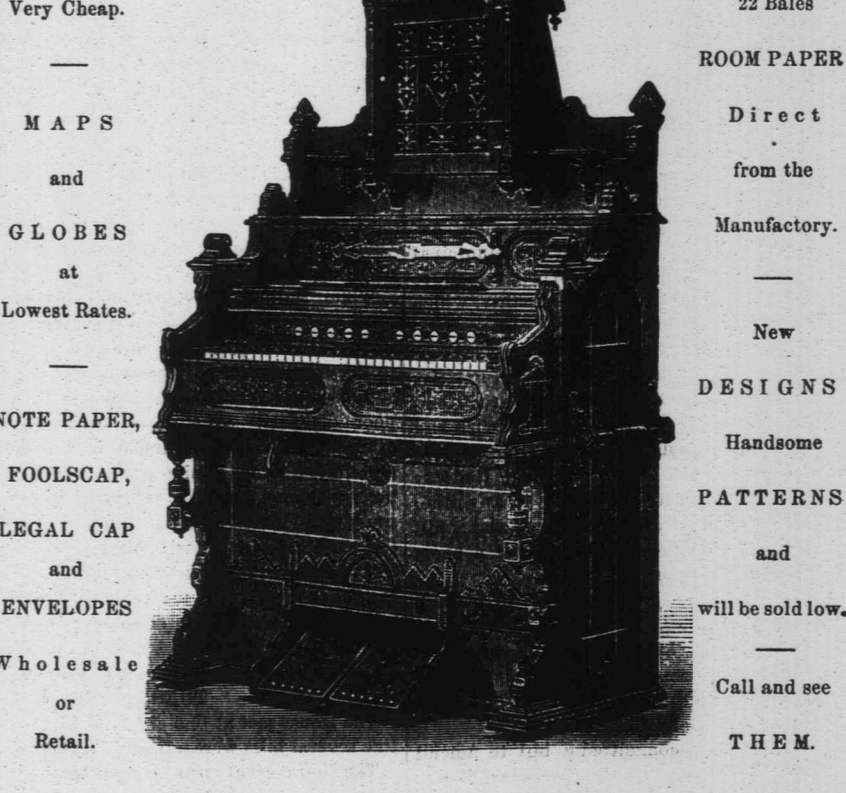 Very Cheap.
MAPS
and
GLOBES
at
Lowest Rates.
NOTE PAPER,
FOOLSCAP,
LEGAL CAP
and
ENVELOPES
Wholesale
or
Retail.
22 Bales
ROOM PAPER
Direct
from the
Manufactory.
New
DESIGNS
Handsome
PATTERNS
and
will be sold low.
Call and see
THEM.